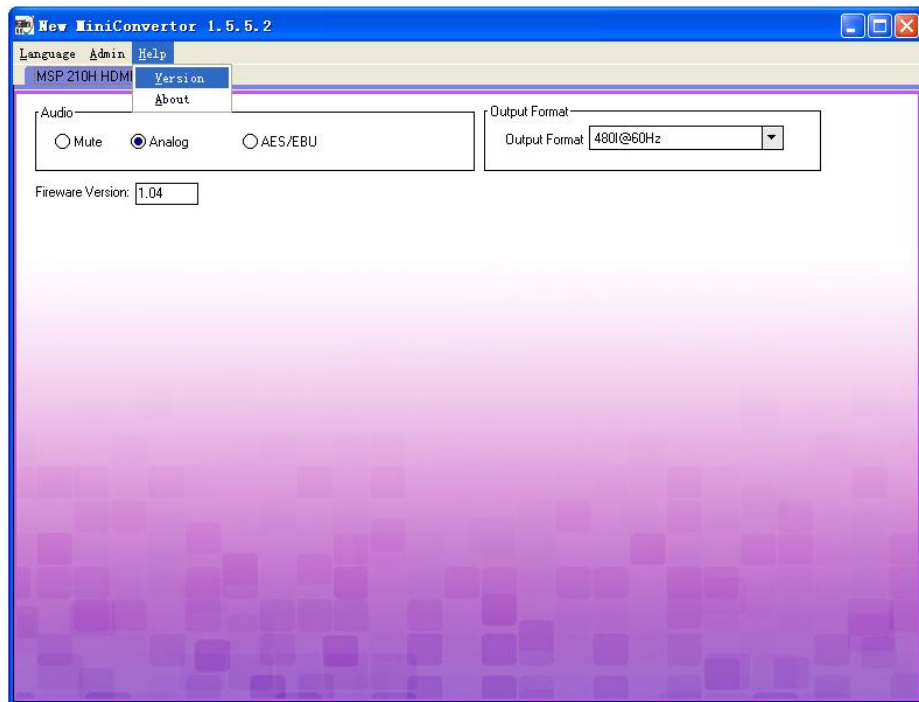 New MiniConvertor 1.5.5.2
Language Admin Help
MSP 210H HDMI
Version
About
Audio
Mute Analog AES/EBU
Output Format
Output Format 480I@60Hz
Fireware Version: 1.04